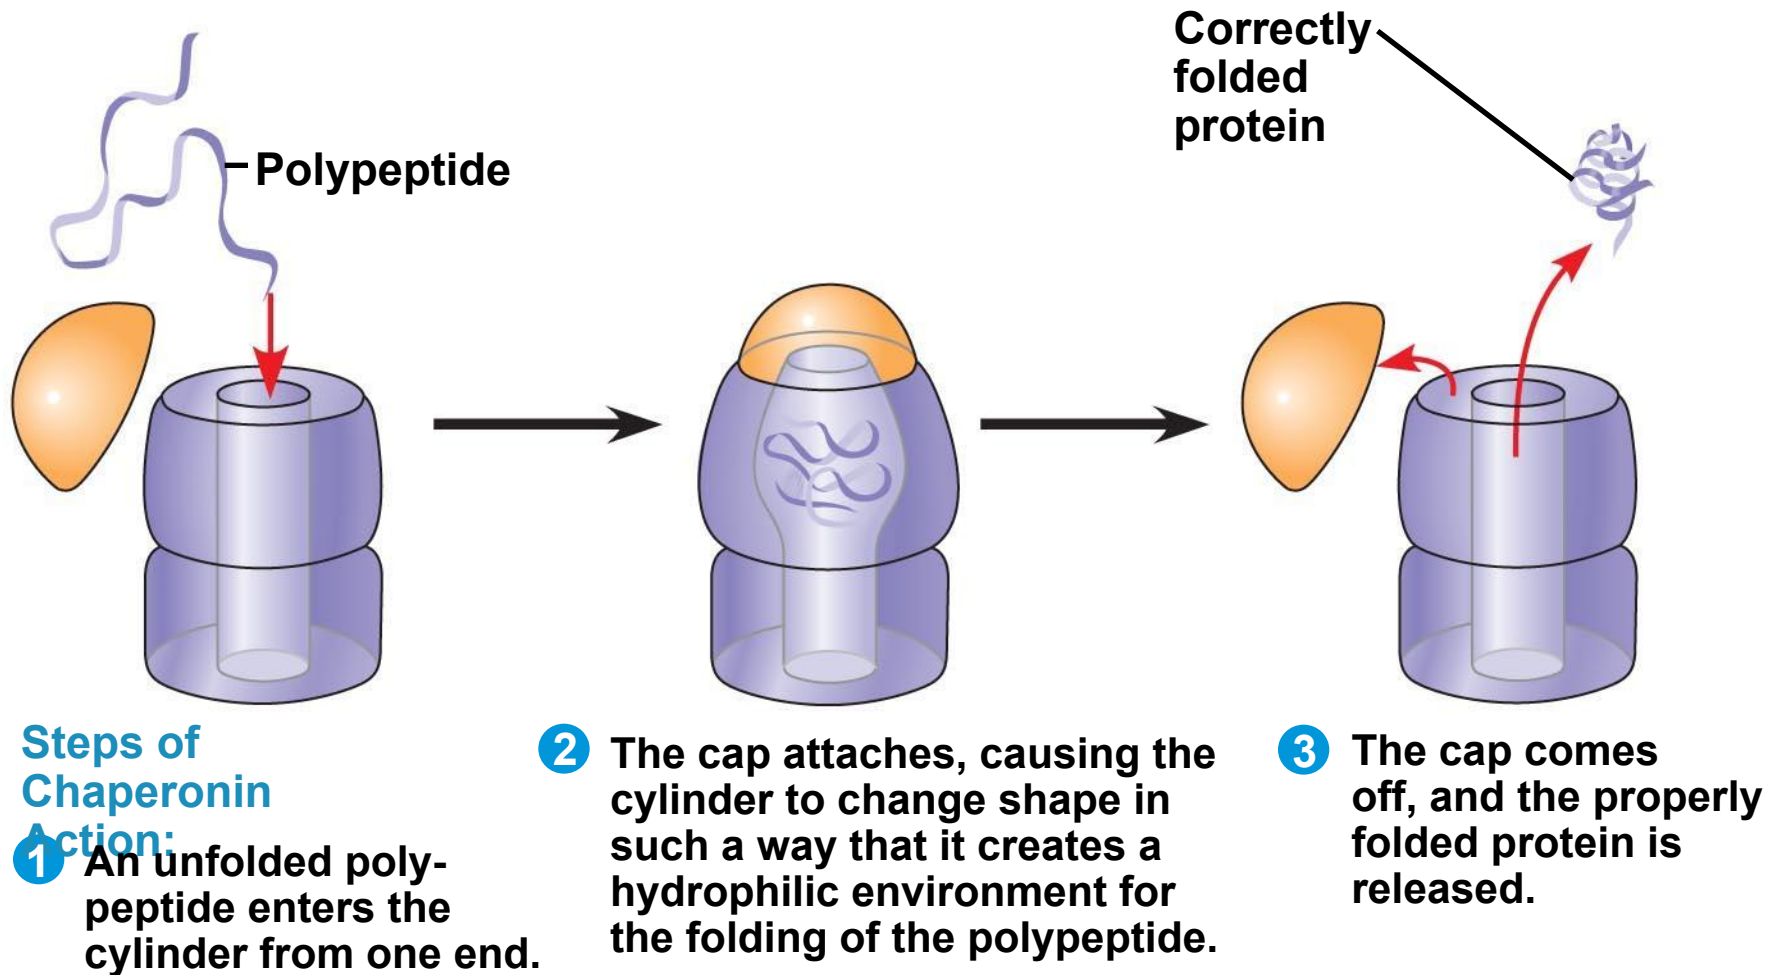 Correctly
folded
protein
Polypeptide
Steps of
Chaperonin
Action:
1 An unfolded poly-
peptide enters the
cylinder from one end.
2 The cap attaches, causing the
cylinder to change shape in
such a way that it creates a
hydrophilic environment for
the folding of the polypeptide.
3 The cap comes
off, and the properly
folded protein is
released.